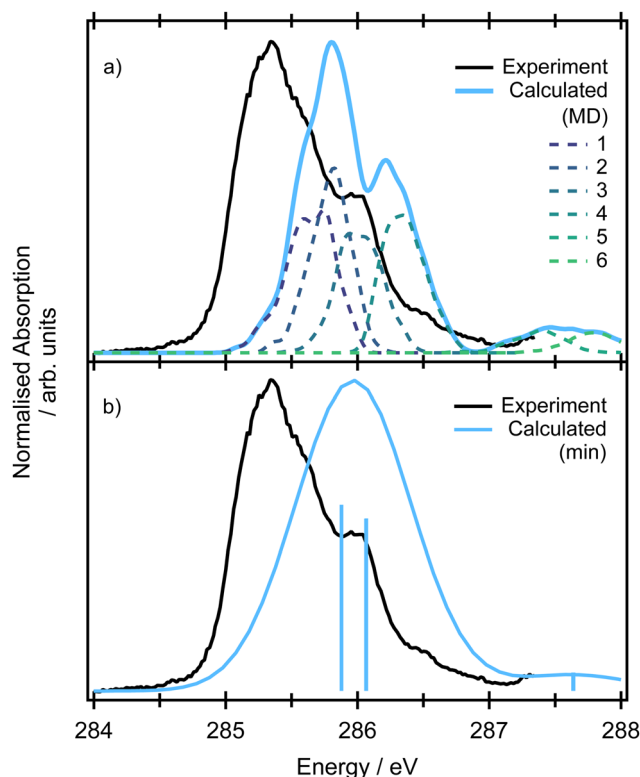 a)
Experiment
Calculated
(MD)
1
2
3
4
5
6
b)
Experiment
Calculated
(min)
Normalised Absorption
/ arb. units
284
285
286
287
288
Energy / eV